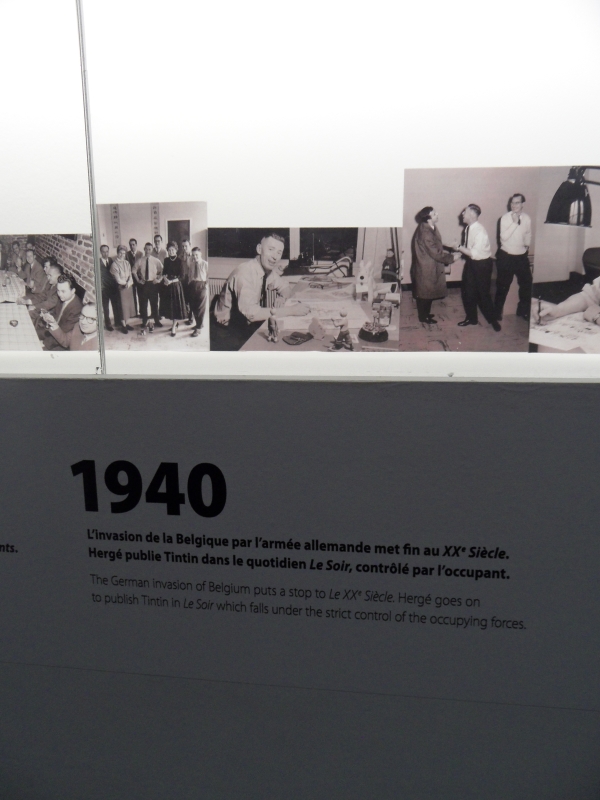 1940
L'invasion de la Belgique par l'armée allemande met fin au XXe Siècle.
Hergé publie Tintin dans le quotidien Le Soir, contrôlé par l'occupant.
The German invasion of Belgium puts a stop to Le XXe Siècle. Hergé goes on
to publish Tintin in Le Soir which falls under the strict control of the occupying forces.
nts.